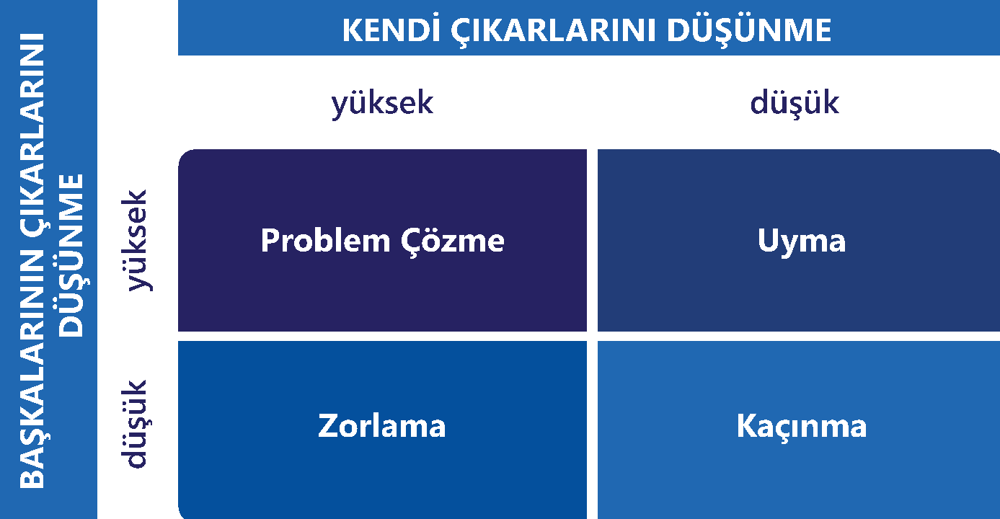 KENDİ ÇIKARLARINI DÜŞÜNME
BAŞKALARININ ÇIKARLARINI
DÜŞÜNME
yüksek
düşük
yüksek
Problem Çözme
Uyma
düşük
Zorlama
Kaçınma